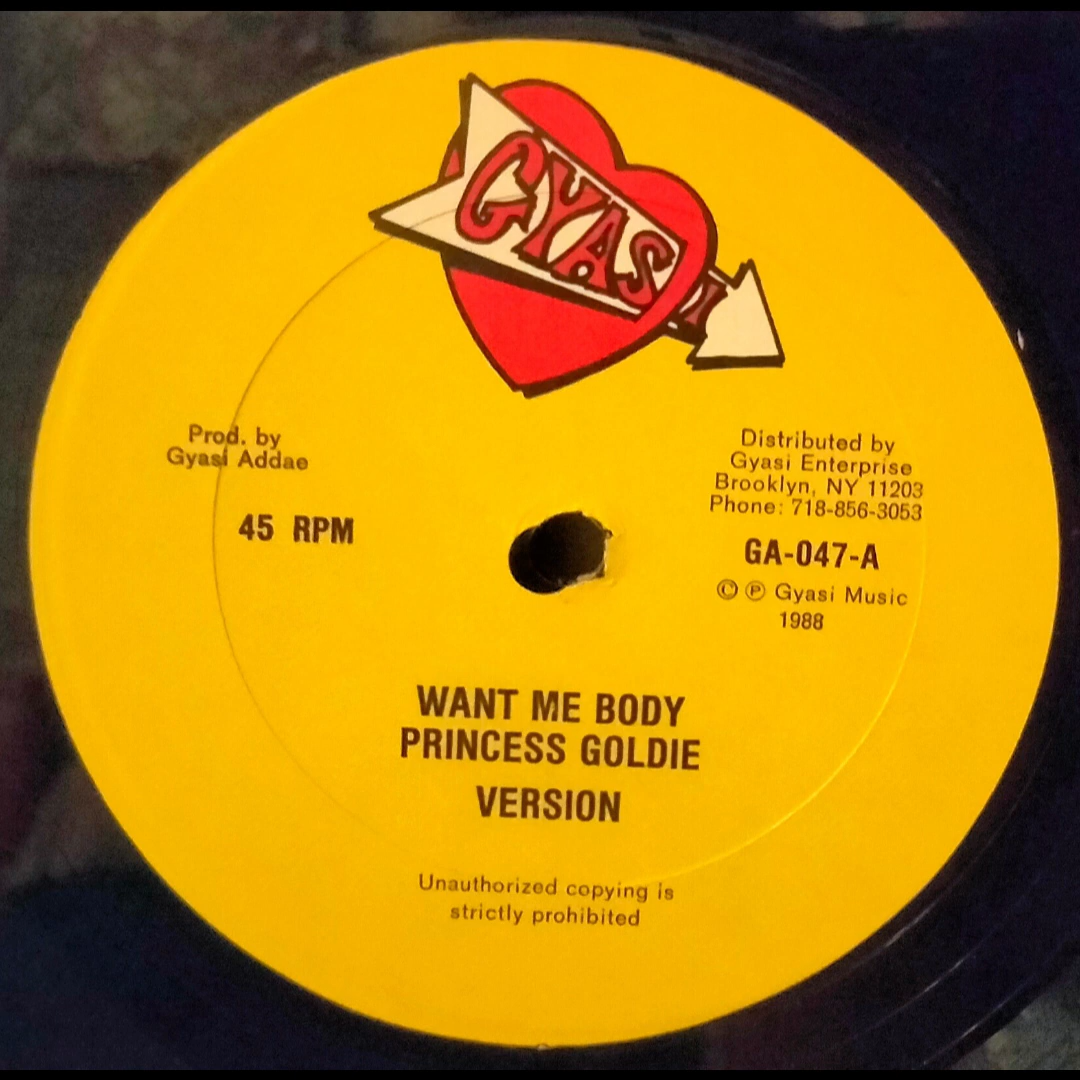 GYASI
Prod. by
Gyasi Addae
45 RPM
Distributed by
Gyasi Enterprise
Brooklyn, NY 11203
Phone: 718-856-3053
GA-047-A
© ℗ Gyasi Music
1988
WANT ME BODY
PRINCESS GOLDIE
VERSION
Unauthorized copying is
strictly prohibited